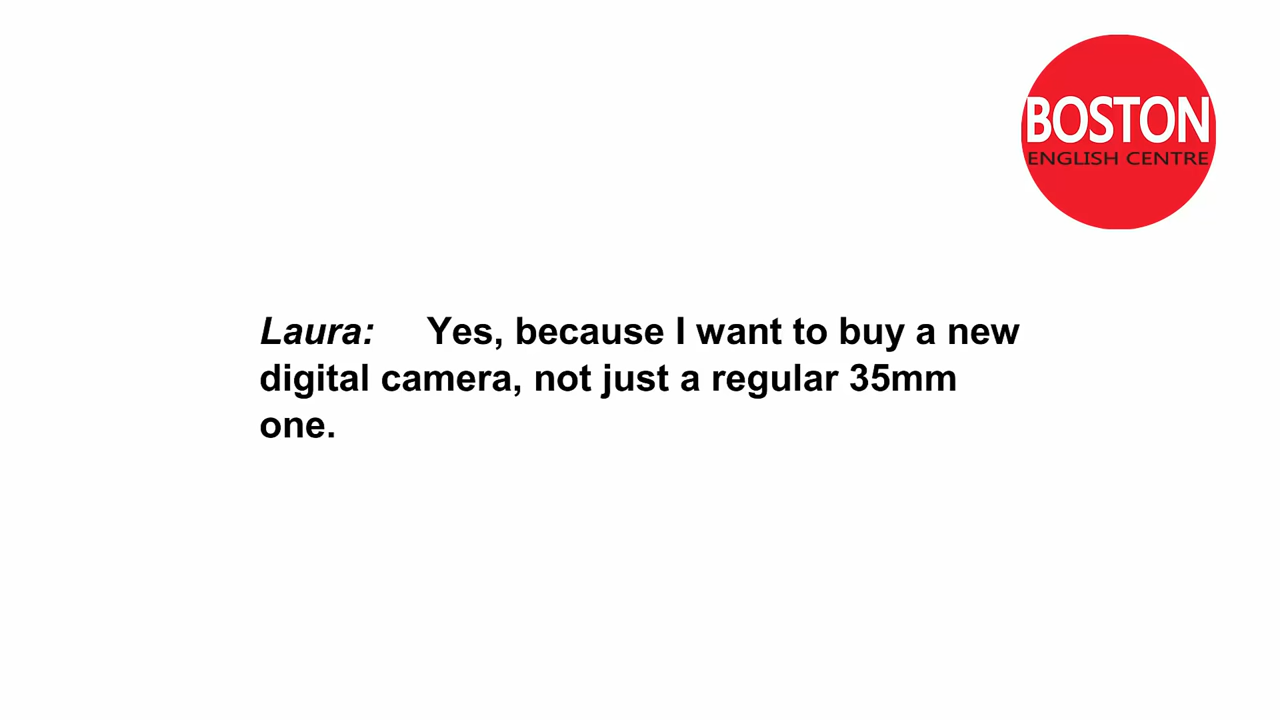 BOSTON
ENGLISH CENTRE
Laura: Yes, because I want to buy a new
digital camera, not just a regular 35mm
one.